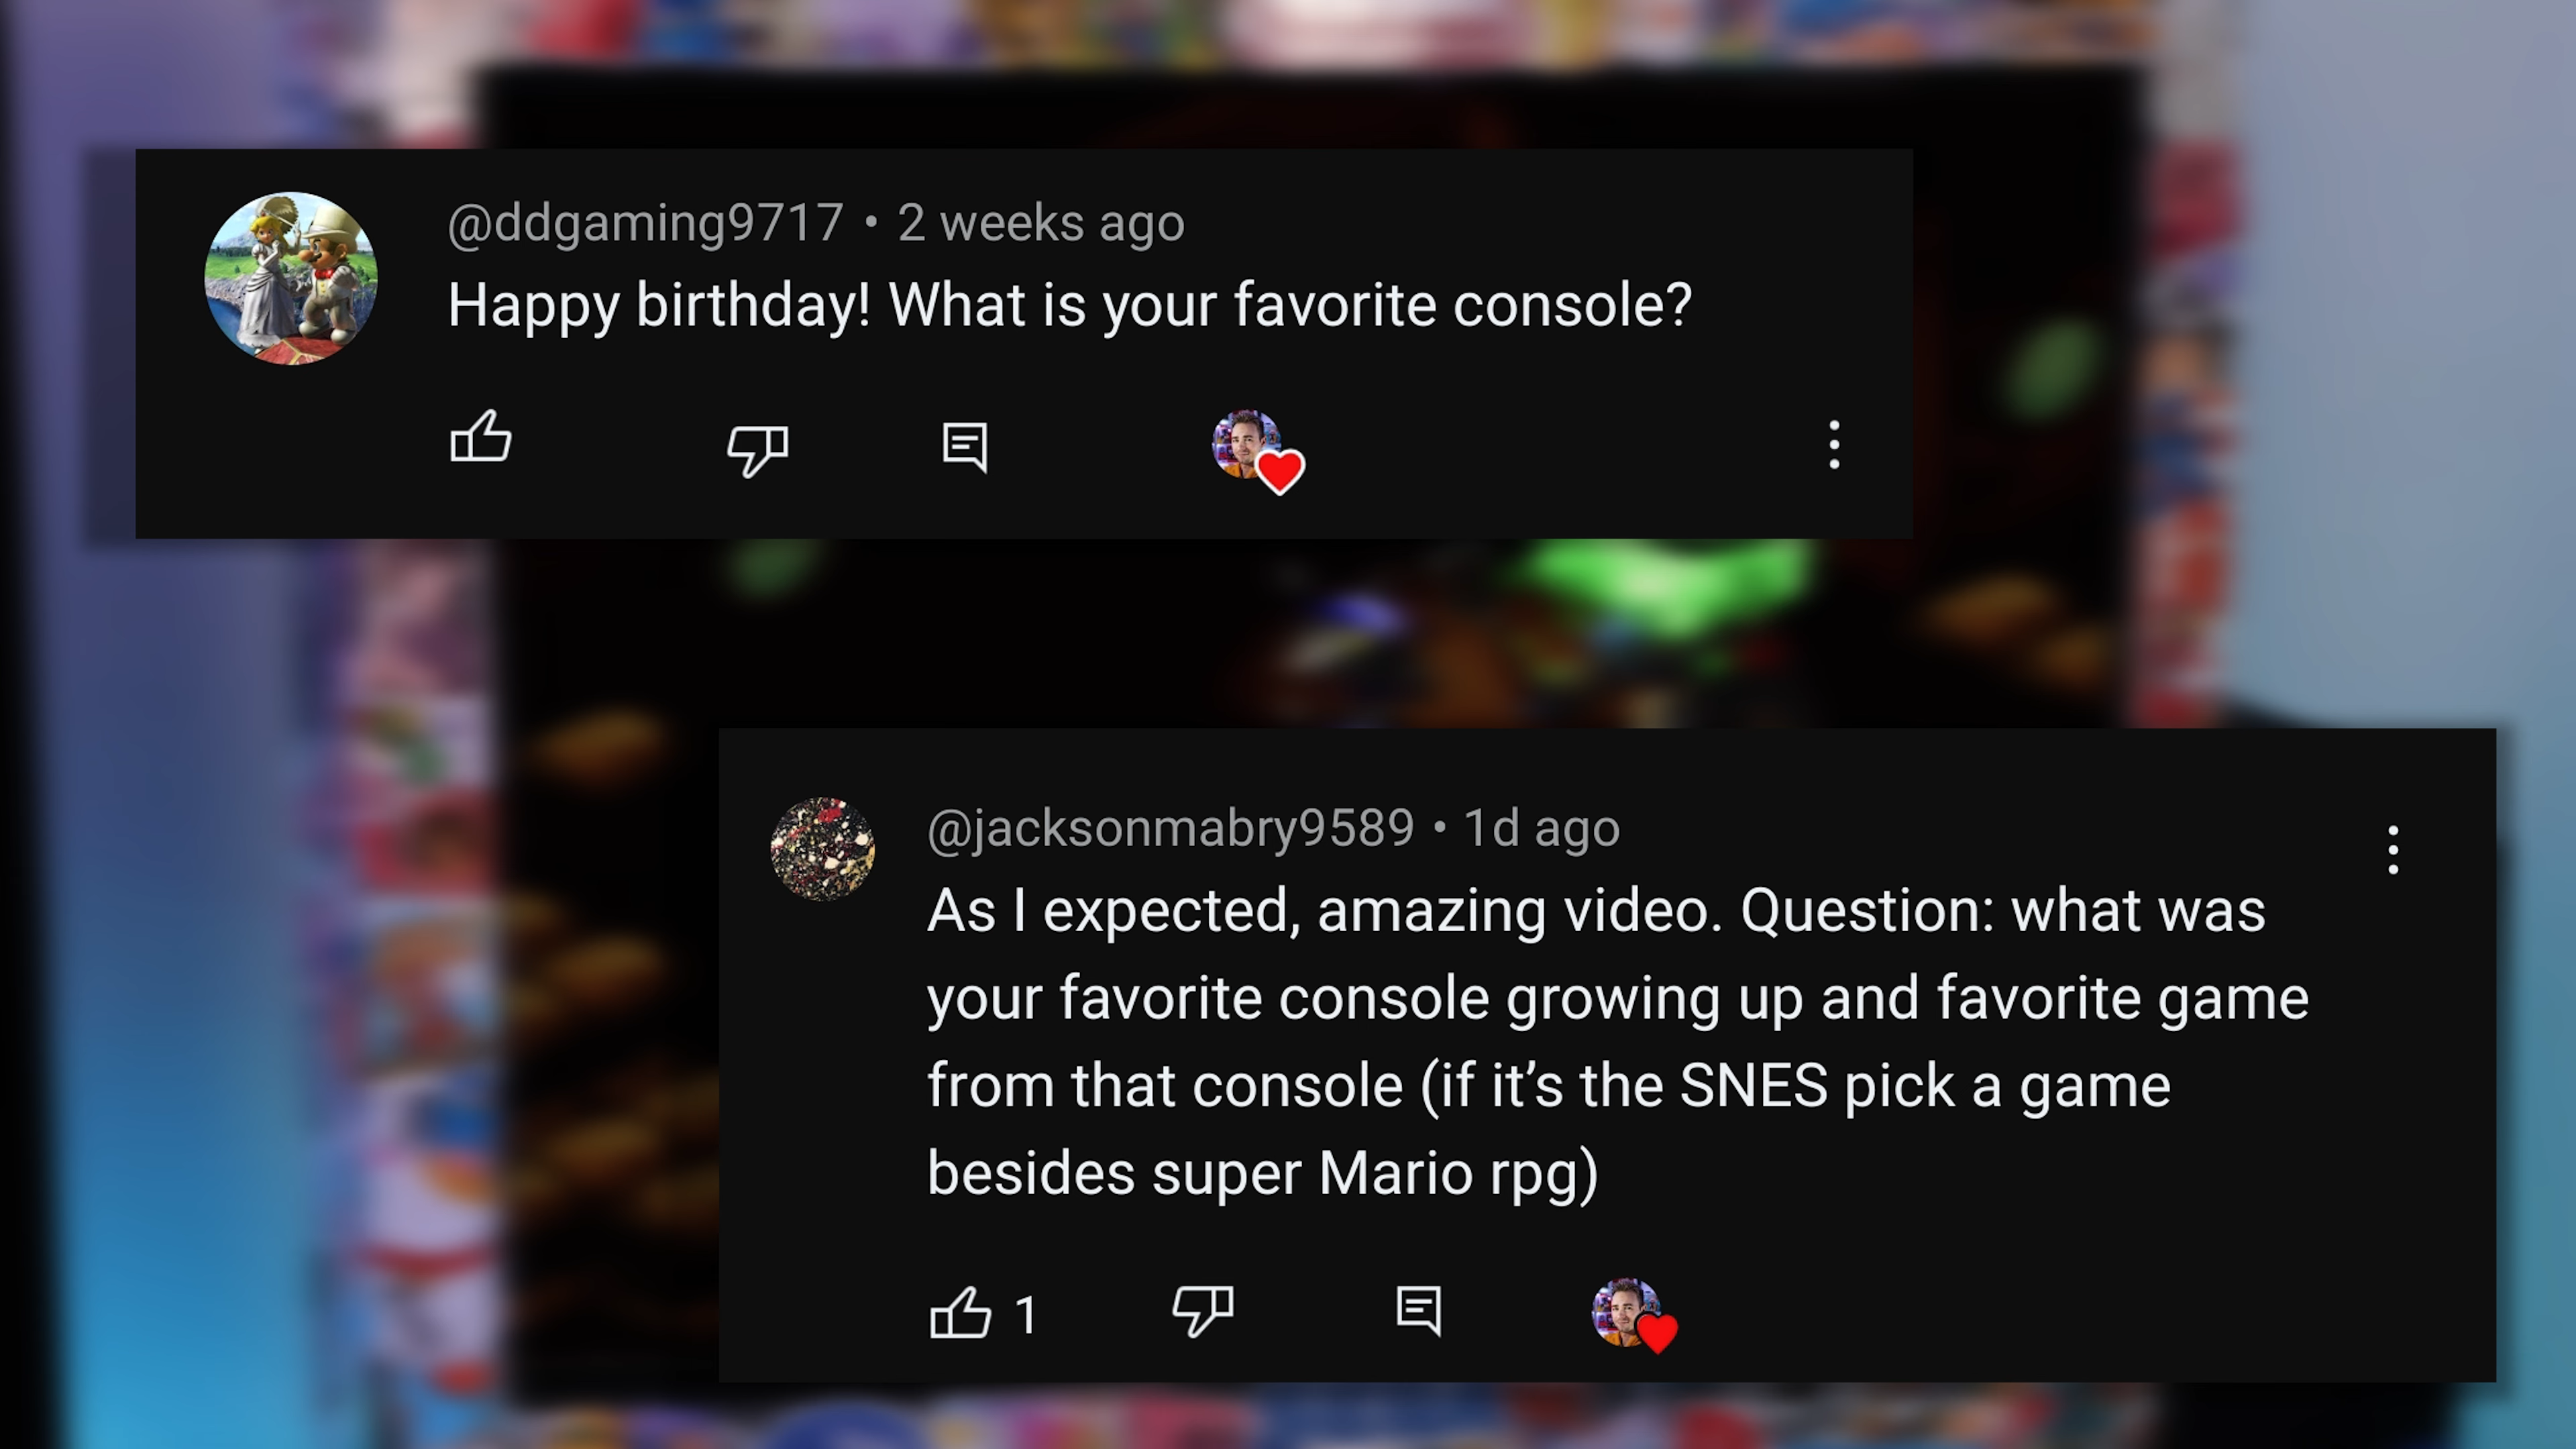 @ddgaming9717 • 2 weeks ago
Happy birthday! What is your favorite console?
@jacksonmabry9589 • 1d ago
As I expected, amazing video. Question: what was
your favorite console growing up and favorite game
from that console (if it’s the SNES pick a game
besides super Mario rpg)
1